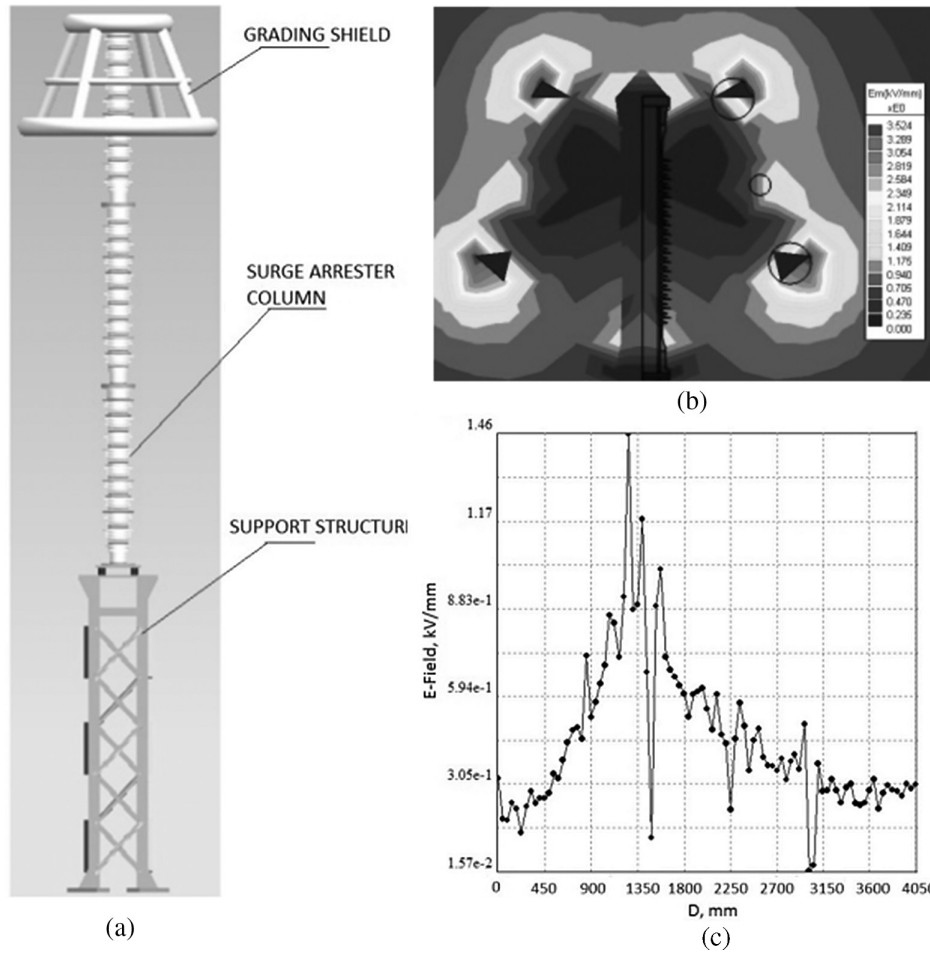 GRADING SHIELD
SURGE ARRESTER
COLUMN
SUPPORT STRUCTURE
(a)
Em[kV/mm]
xE0
3.524
3.289
3.054
2.819
2.584
2.349
2.114
1.879
1.644
1.409
1.175
0.940
0.705
0.470
0.235
0.000
(b)
E-Field, kV/mm
1.46
1.17
8.83e-1
5.94e-1
3.05e-1
1.57e-2
0 450 900 1350 1800 2250 2700 3150 3600 4050
D, mm
(c)